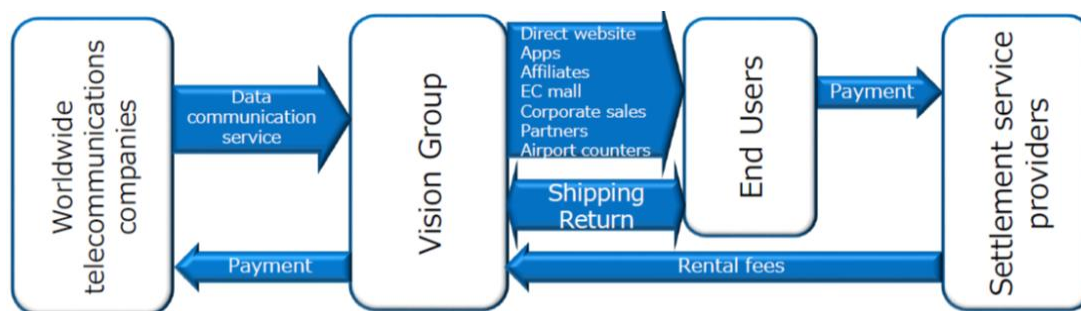 Worldwide
telecommunications
companies
Data
communication
service
Payment
Vision Group
Direct website
Apps
Affiliates
EC mall
Corporate sales
Partners
Airport counters
Shipping
Return
End Users
Payment
Rental fees
Settlement service
providers